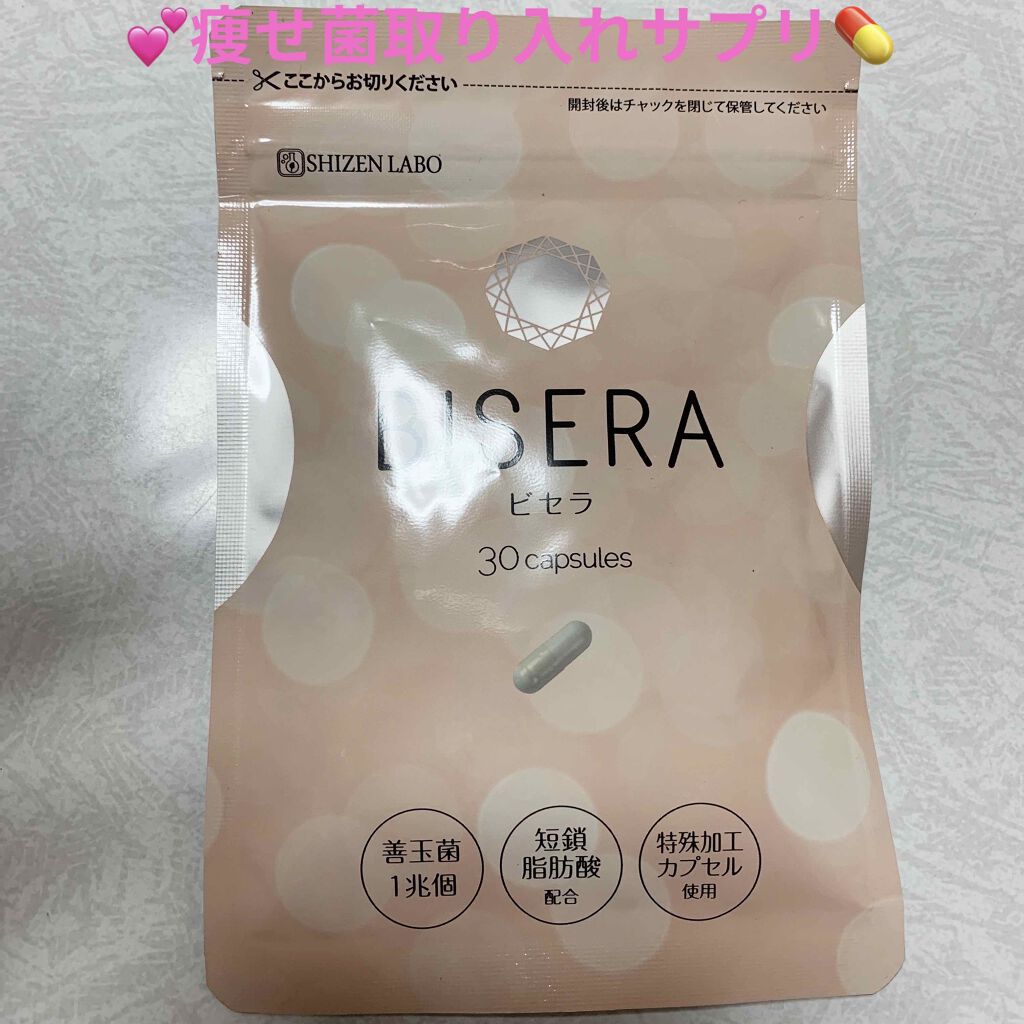 💕痩せ菌取り入れサプリ💊
ここからお切りください
開封後はチャックを閉じて保管してください
SHIZEN LABO
BISERA
ビセラ
30 capsules
善玉菌
1兆個
短鎖
脂肪酸
配合
特殊加工
カプセル
使用